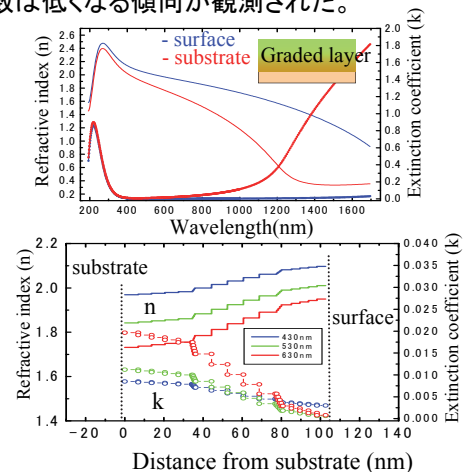 数は低くなる傾向が観測された。
- surface
- substrate
Graded layer
Refractive index (n)
2.6
2.4
2.2
2.0
1.8
1.6
1.4
1.2
1.0
0.8
0.6
0.4
0.2
Extinction coefficient (k)
2.0
1.8
1.6
1.4
1.2
1.0
0.8
0.6
0.4
0.2
0.0
200 400 600 800 1000 1200 1400 1600
Wavelength(nm)
Refractive index (n)
2.2
2.0
1.8
1.6
1.4
substrate
n
k
430nm
530nm
630nm
surface
Extinction coefficient (k)
0.040
0.035
0.030
0.025
0.020
0.015
0.010
0.005
0.000
−20 0 20 40 60 80 100 120 140
Distance from substrate (nm)